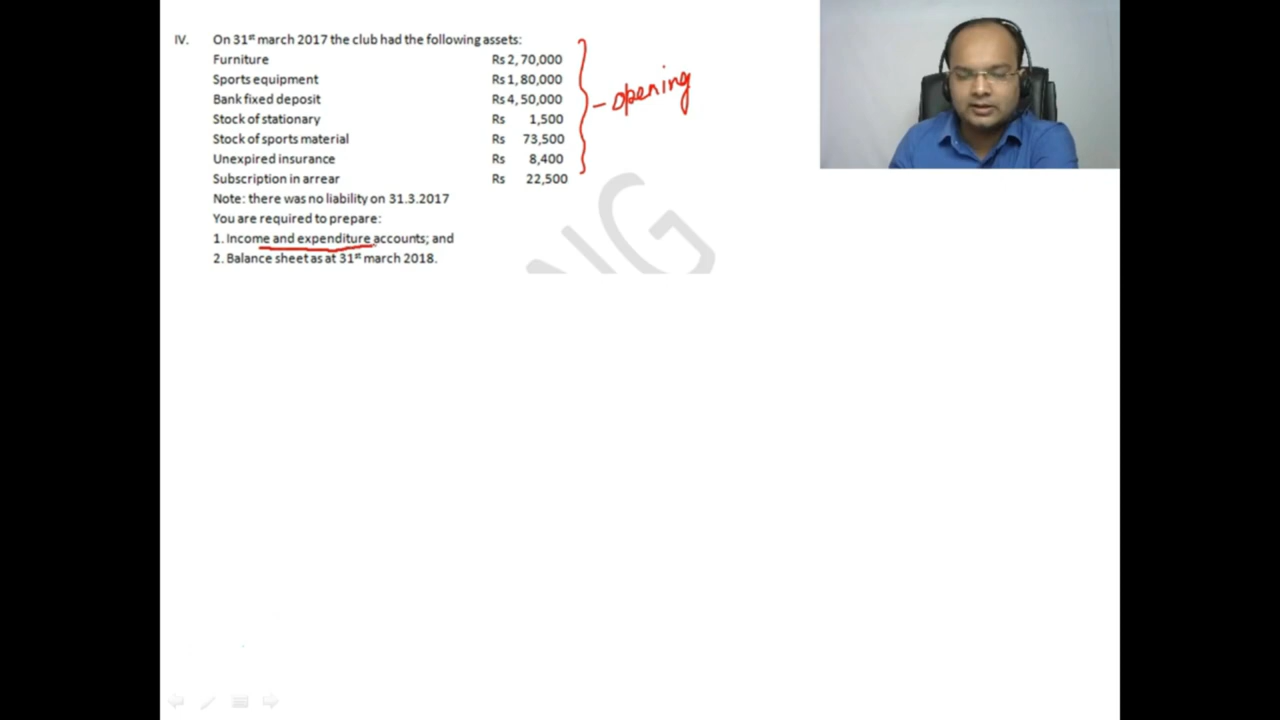 IV. On 31st march 2017 the club had the following assets:
Furniture Rs 2, 70,000
Sports equipment Rs 1, 80,000
Bank fixed deposit Rs 4, 50,000
Stock of stationary Rs 1,500
Stock of sports material Rs 73,500
Unexpired insurance Rs 8,400
Subscription in arrear Rs 22,500
- opening
Note: there was no liability on 31.3.2017
You are required to prepare:
1. Income and expenditure accounts; and
2. Balance sheet as at 31st march 2018.
NG